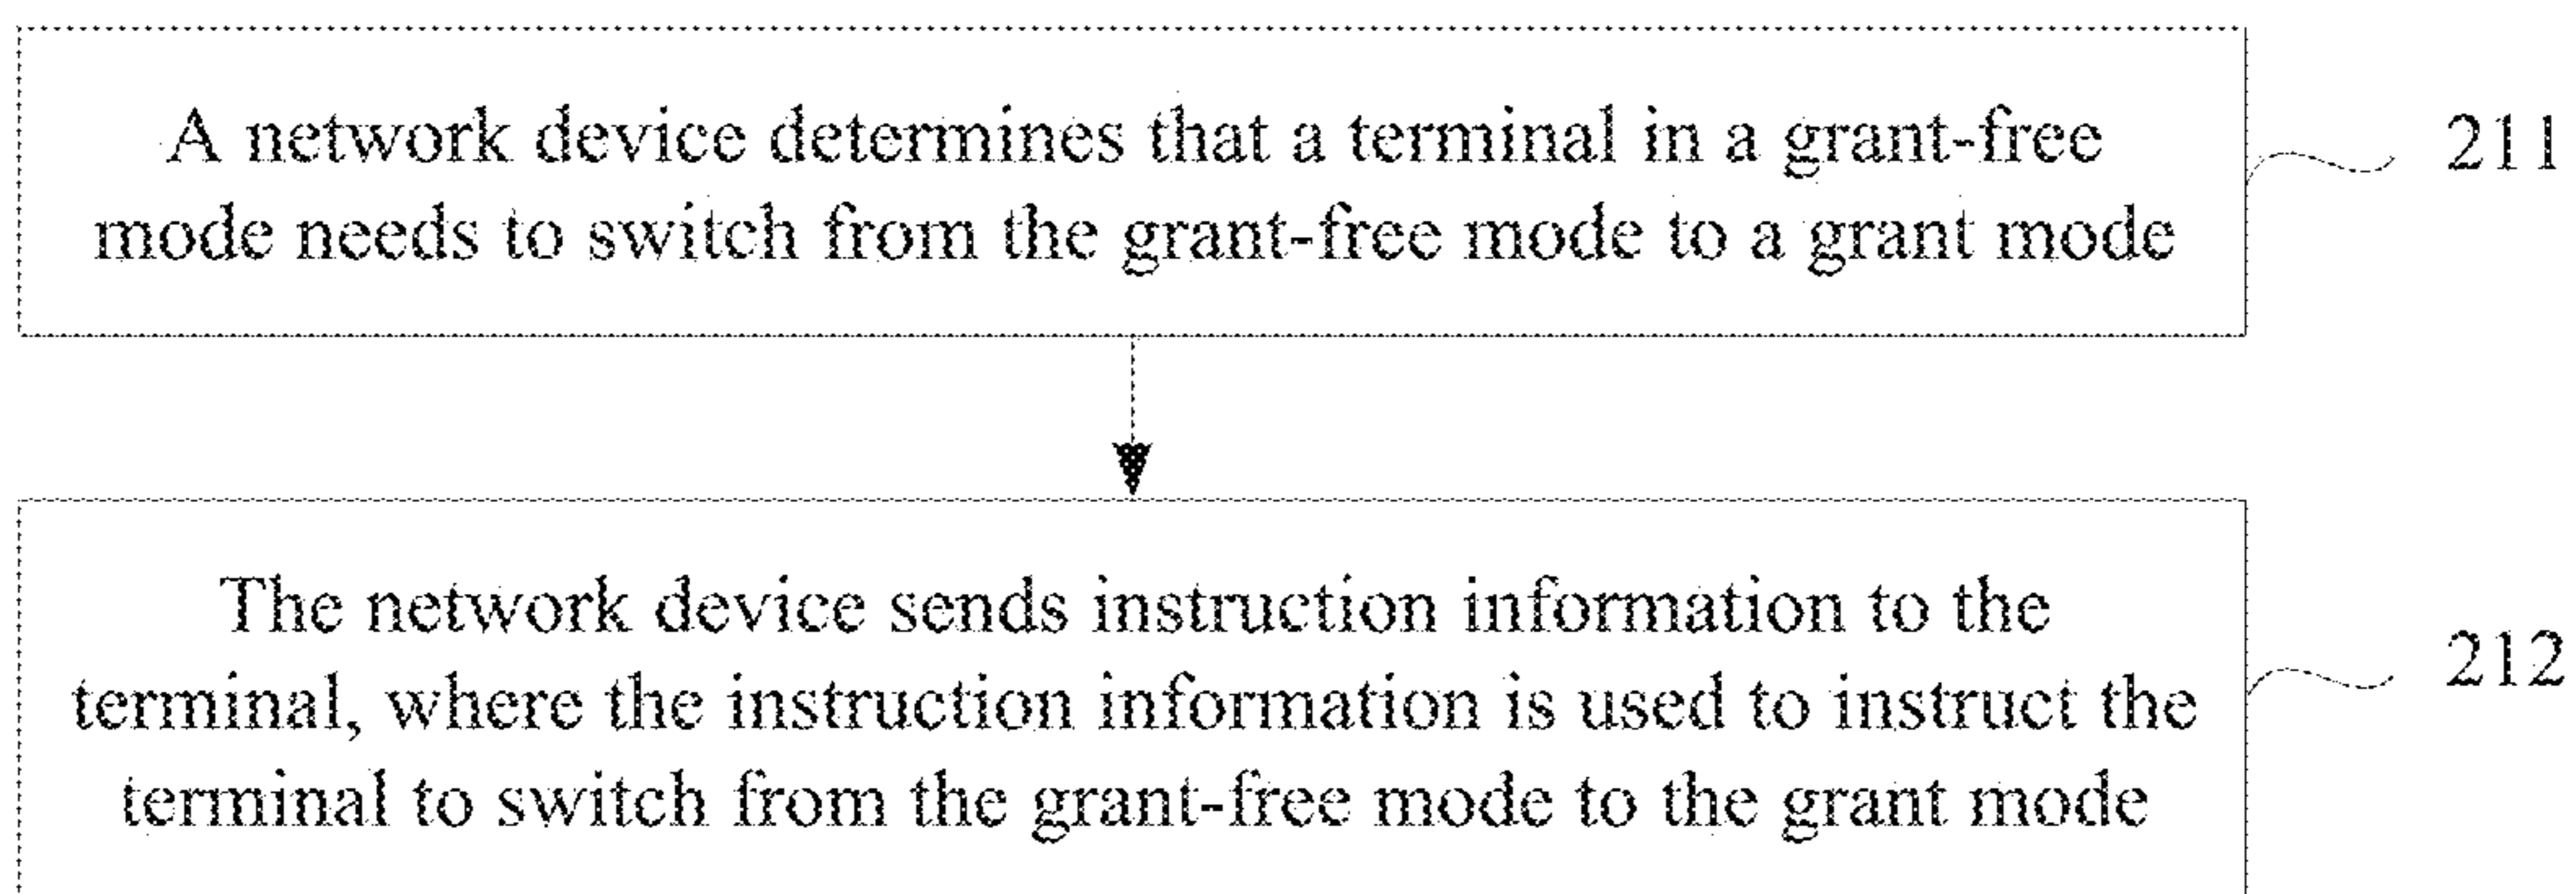 A network device determines that a terminal in a grant-free
mode needs to switch from the grant-free mode to a grant mode
211
The network device sends instruction information to the
terminal, where the instruction information is used to instruct the
terminal to switch from the grant-free mode to the grant mode
212